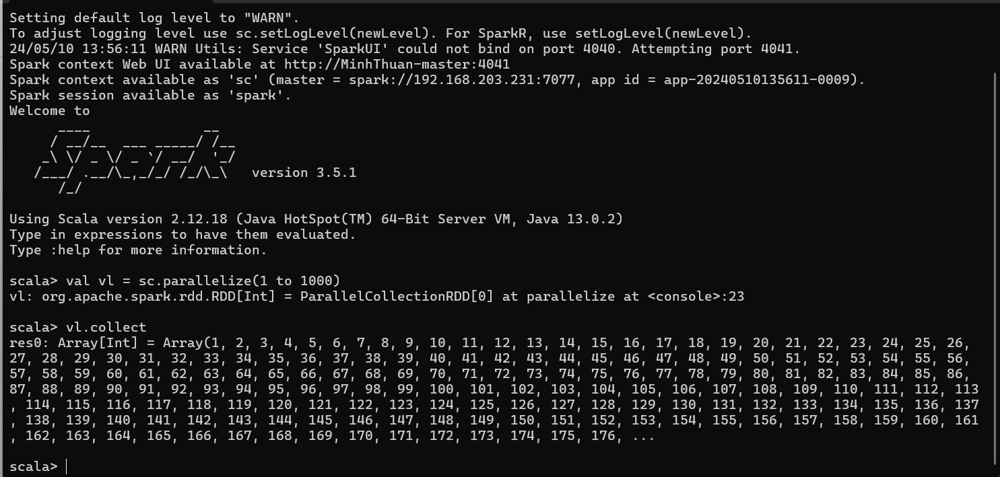 Setting default log level to "WARN".
To adjust logging level use sc.setLogLevel(newLevel). For SparkR, use setLogLevel(newLevel).
24/05/10 13:56:11 WARN Utils: Service 'SparkUI' could not bind on port 4040. Attempting port 4041.
Spark context Web UI available at http://MinhThuan-master:4041
Spark context available as 'sc' (master = spark://192.168.203.231:7077, app id = app-20240510135611-0009).
Spark session available as 'spark'.
Welcome to
      ____              __
     / __/__  ___ _____/ /__
    _\ \/ _ \/ _ `/ __/  '_/
   /___/ .__/\_,_/_/ /_/\_\   version 3.5.1
      /_/
Using Scala version 2.12.18 (Java HotSpot(TM) 64-Bit Server VM, Java 13.0.2)
Type in expressions to have them evaluated.
Type :help for more information.
scala> val vl = sc.parallelize(1 to 1000)
vl: org.apache.spark.rdd.RDD[Int] = ParallelCollectionRDD[0] at parallelize at <console>:23
scala> vl.collect
res0: Array[Int] = Array(1, 2, 3, 4, 5, 6, 7, 8, 9, 10, 11, 12, 13, 14, 15, 16, 17, 18, 19, 20, 21, 22, 23, 24, 25, 26,
27, 28, 29, 30, 31, 32, 33, 34, 35, 36, 37, 38, 39, 40, 41, 42, 43, 44, 45, 46, 47, 48, 49, 50, 51, 52, 53, 54, 55, 56,
57, 58, 59, 60, 61, 62, 63, 64, 65, 66, 67, 68, 69, 70, 71, 72, 73, 74, 75, 76, 77, 78, 79, 80, 81, 82, 83, 84, 85, 86,
87, 88, 89, 90, 91, 92, 93, 94, 95, 96, 97, 98, 99, 100, 101, 102, 103, 104, 105, 106, 107, 108, 109, 110, 111, 112, 113
, 114, 115, 116, 117, 118, 119, 120, 121, 122, 123, 124, 125, 126, 127, 128, 129, 130, 131, 132, 133, 134, 135, 136, 137
, 138, 139, 140, 141, 142, 143, 144, 145, 146, 147, 148, 149, 150, 151, 152, 153, 154, 155, 156, 157, 158, 159, 160, 161
, 162, 163, 164, 165, 166, 167, 168, 169, 170, 171, 172, 173, 174, 175, 176, ...
scala>